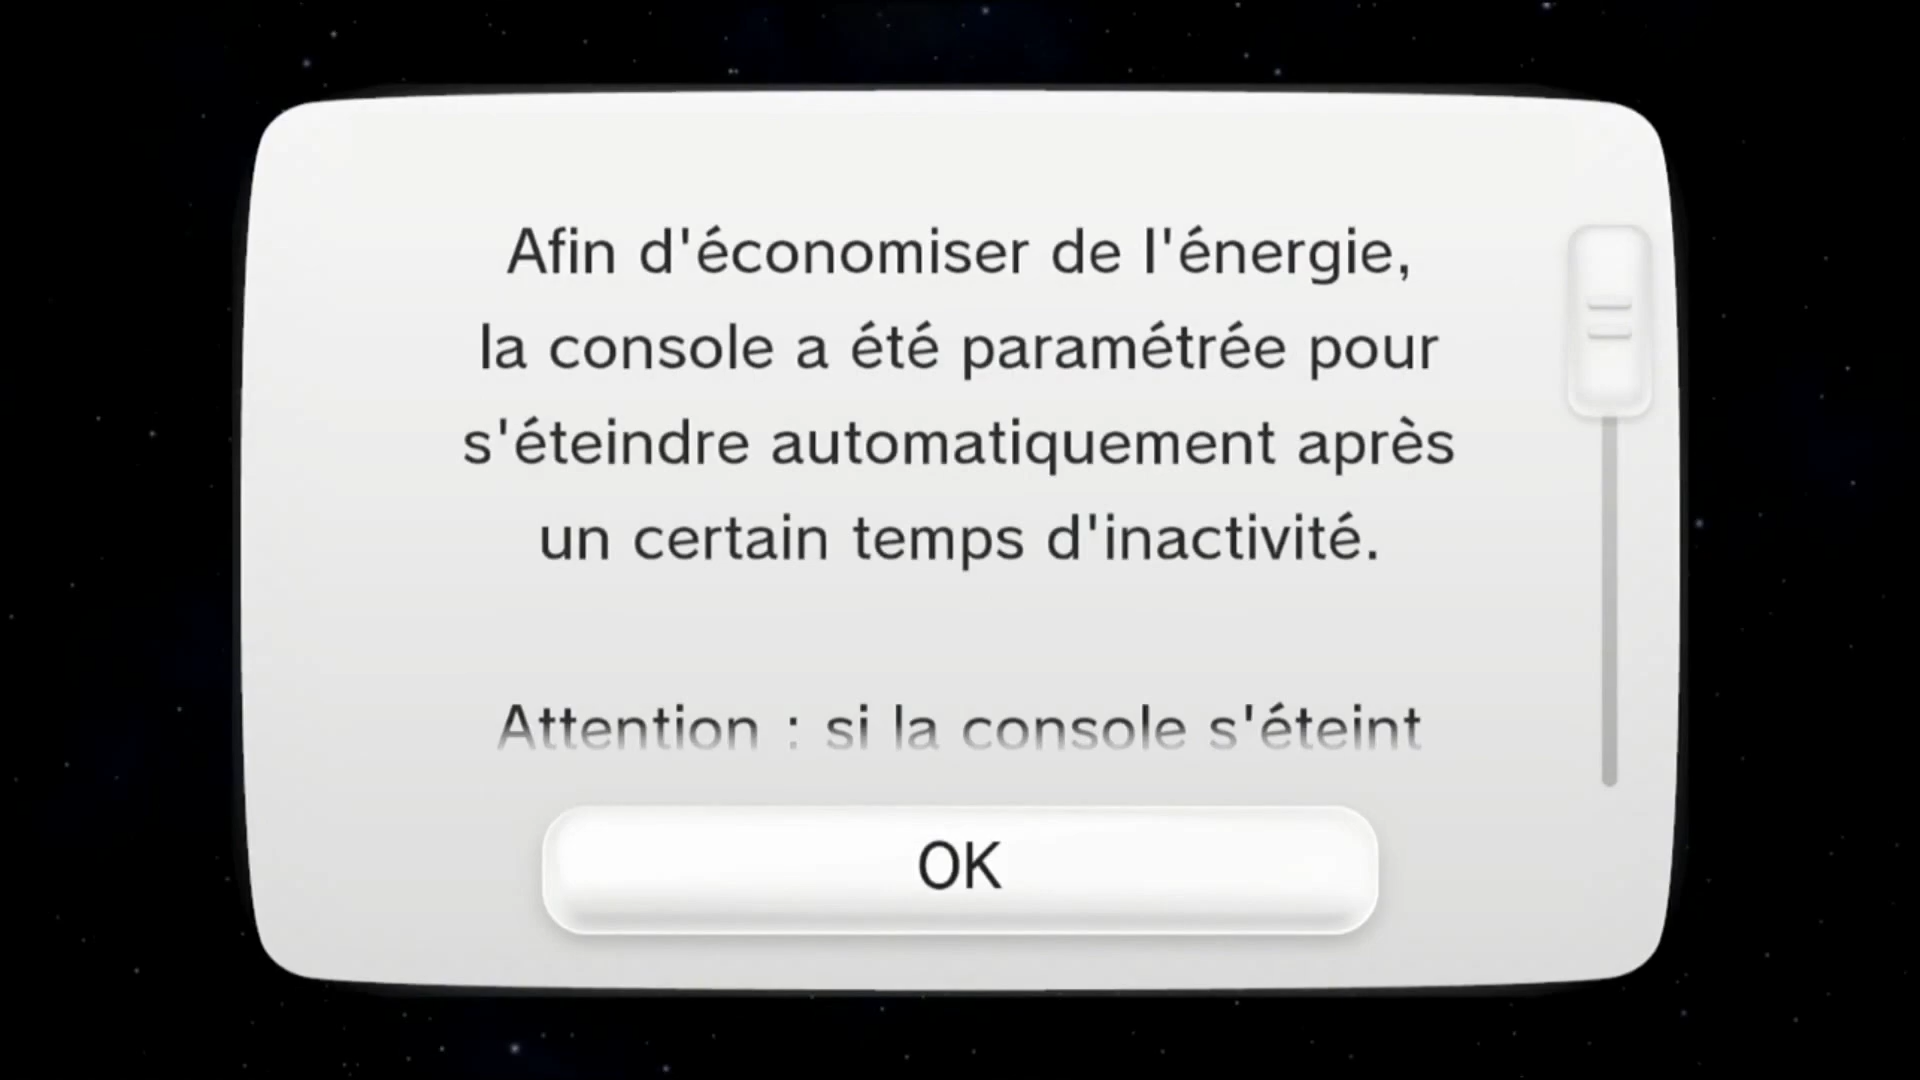 Afin d'économiser de l'énergie,
la console a été paramétrée pour
s'éteindre automatiquement après
un certain temps d'inactivité.
Attention : si la console s'éteint
OK